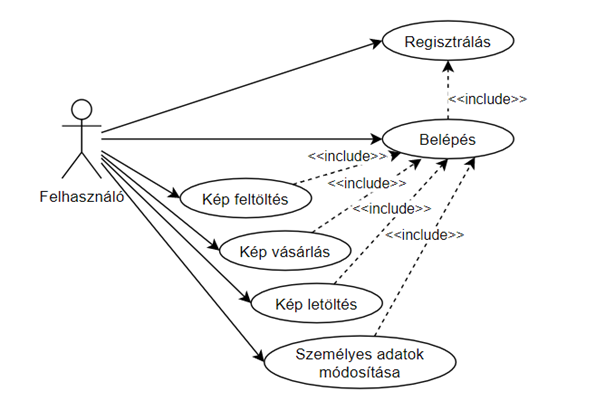 Regisztrálás
<<include>>
Belépés
<<include>>
<<include>>
Felhasználó
Kép feltöltés
<<include>>
<<include>>
Kép vásárlás
Kép letöltés
Személyes adatok
módosítása